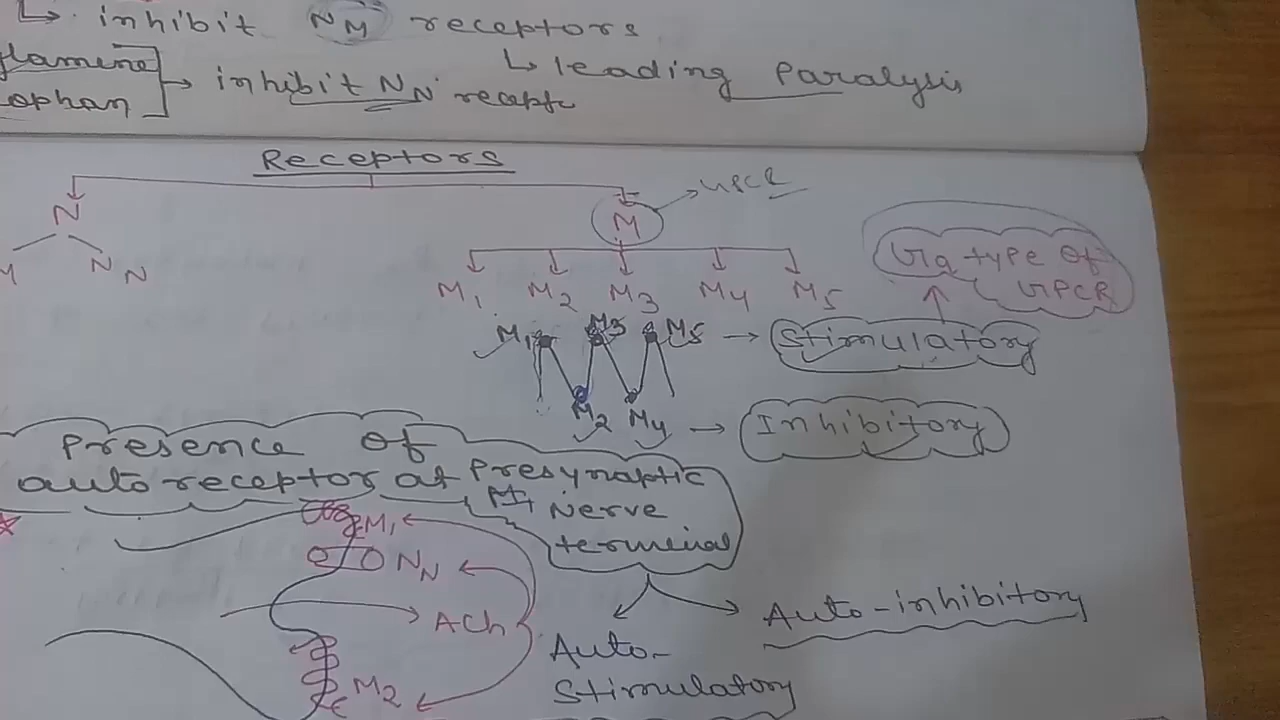 inhibit NM receptors
glamine
ophan
inhibit NN recept
leading Paralysis
Receptors
N
M
GPCR
M
N N
M1 M2 M3 M4 M5
Gq type of
GPCR
M1 M3 M5 → Stimulatory
M2 M4 → Inhibitory
Presence of
auto receptor at Presynaptic
Nerve
terminal
M1
NN
ACh
M2
Auto-inhibitory
Auto-
Stimulatory